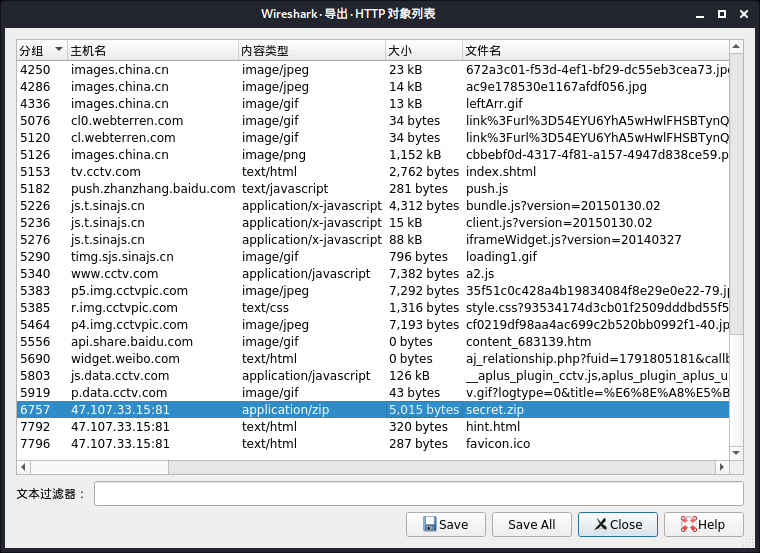 Wireshark · 导出 · HTTP 对象列表
分组 主机名 内容类型 大小 文件名
4250 images.china.cn image/jpeg 23 kB 672a3c01-f53d-4ef1-bf29-dc55eb3cea73.jpg
4286 images.china.cn image/jpeg 14 kB ac9e178530e1167afdf056.jpg
4336 images.china.cn image/gif 13 kB leftArr.gif
5076 cl0.webterren.com image/gif 34 bytes link%3Furl%3D54EYU6YhA5wHwlFHSBTynQ
5120 cl.webterren.com image/gif 34 bytes link%3Furl%3D54EYU6YhA5wHwlFHSBTynQ
5126 images.china.cn image/png 1,152 kB cbbebf0d-4317-4f81-a157-4947d838ce59.p
5153 tv.cctv.com text/html 2,762 bytes index.shtml
5182 push.zhanzhang.baidu.com text/javascript 281 bytes push.js
5226 js.t.sinajs.cn application/x-javascript 4,312 bytes bundle.js?version=20150130.02
5236 js.t.sinajs.cn application/x-javascript 15 kB client.js?version=20150130.02
5276 js.t.sinajs.cn application/x-javascript 88 kB iframeWidget.js?version=20140327
5290 timg.sjs.sinajs.cn image/gif 796 bytes loading1.gif
5340 www.cctv.com application/javascript 7,382 bytes a2.js
5383 p5.img.cctvpic.com image/jpeg 7,292 bytes 35f51c0c428a4b19834084f8e29e0e22-79.jp
5385 r.img.cctvpic.com text/css 1,316 bytes style.css?93534174d3cb01f2509dddbd55f5
5464 p4.img.cctvpic.com image/jpeg 7,193 bytes cf0219df98aa4ac699c2b520bb0992f1-40.jp
5556 api.share.baidu.com image/gif 0 bytes content_683139.htm
5690 widget.weibo.com text/html 0 bytes aj_relationship.php?fuid=1791805181&callb
5803 js.data.cctv.com application/javascript 126 kB __aplus_plugin_cctv.js,aplus_plugin_aplus_u
5919 p.data.cctv.com image/gif 43 bytes v.gif?logtype=0&title=%E6%8E%A8%E5%B
6757 47.107.33.15:81 application/zip 5,015 bytes secret.zip
7792 47.107.33.15:81 text/html 320 bytes hint.html
7796 47.107.33.15:81 text/html 287 bytes favicon.ico
文本过滤器：
Save Save All Close Help